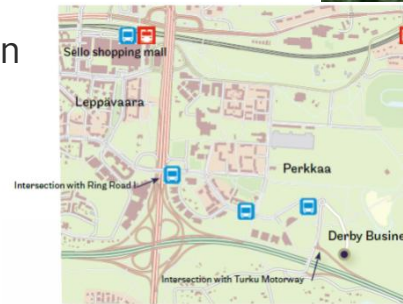 n
Sello shopping mall
Leppävaara
Intersection with Ring Road I
Perkkaa
Derby Busine
Intersection with Turku Motorway